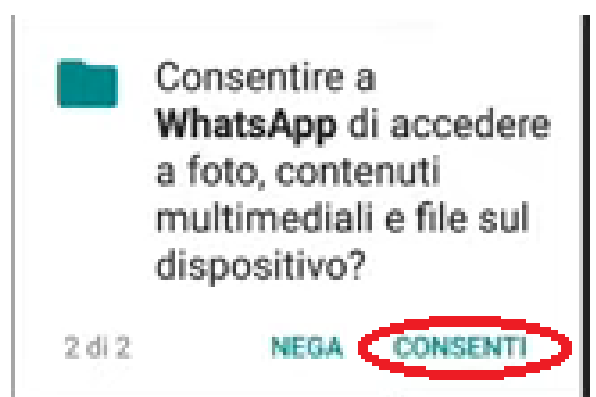 Consentire a
WhatsApp di accedere
a foto, contenuti
multimediali e file sul
dispositivo?
2 di 2 NEGA CONSENTI